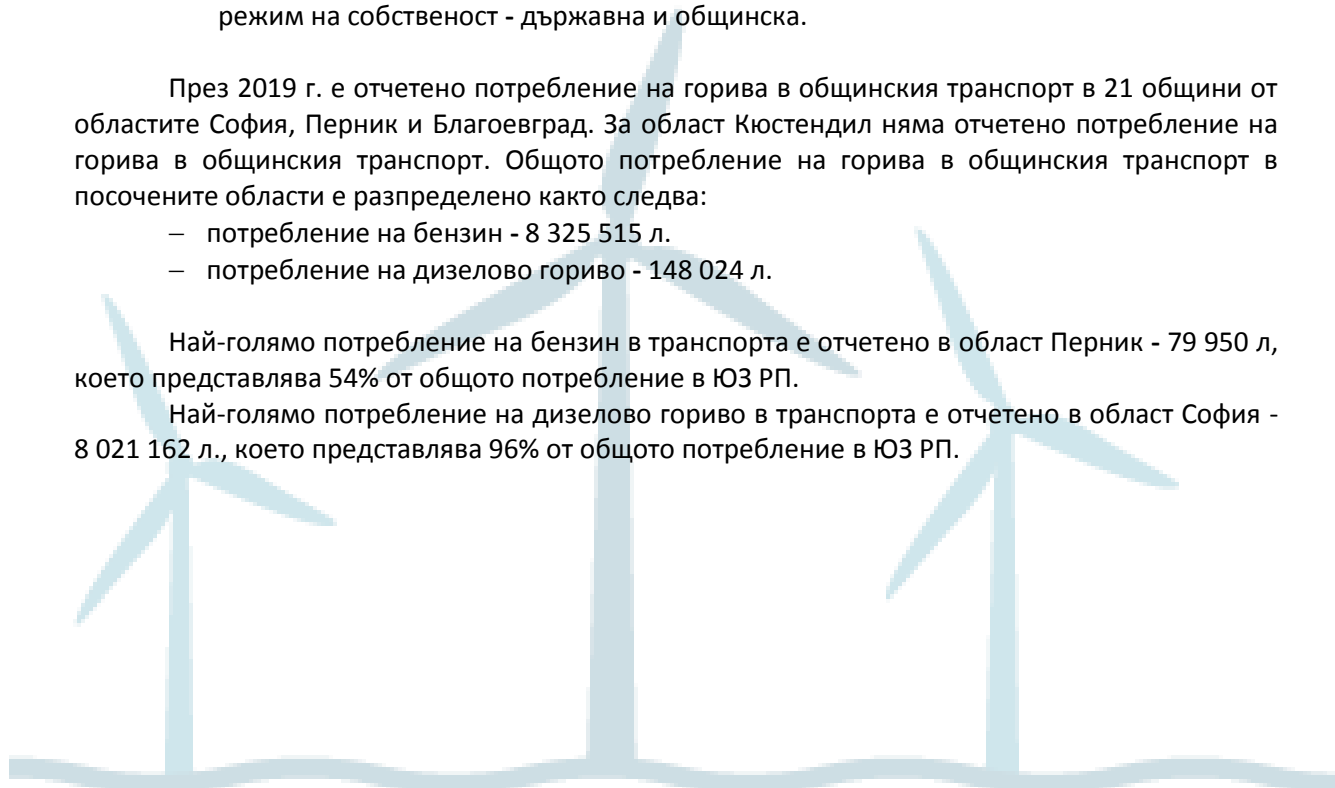 режим на собственост - държавна и общинска.
През 2019 г. е отчетено потребление на горива в общинския транспорт в 21 общини от
областите София, Перник и Благоевград. За област Кюстендил няма отчетено потребление на
горива в общинския транспорт. Общото потребление на горива в общинския транспорт в
посочените области е разпределено както следва:
− потребление на бензин - 8 325 515 л.
− потребление на дизелово гориво - 148 024 л.
Най-голямо потребление на бензин в транспорта е отчетено в област Перник - 79 950 л,
което представлява 54% от общото потребление в ЮЗ РП.
Най-голямо потребление на дизелово гориво в транспорта е отчетено в област София -
8 021 162 л., което представлява 96% от общото потребление в ЮЗ РП.